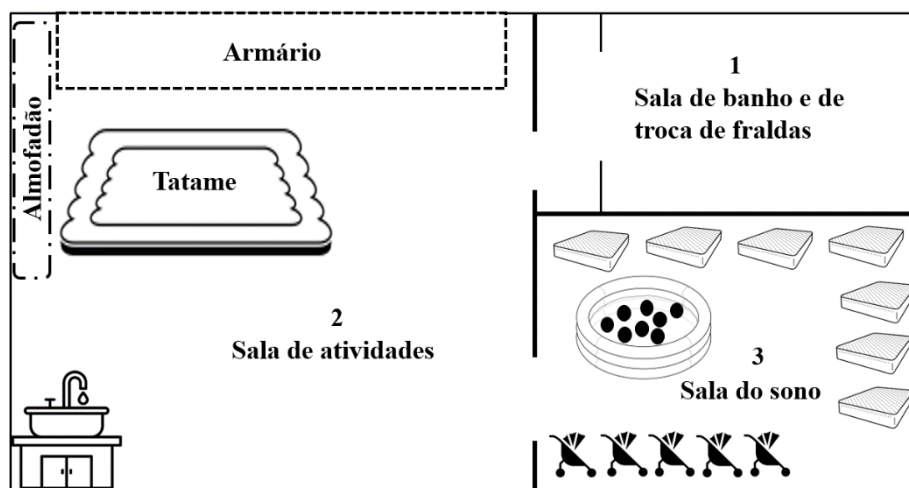 Armário
Almofadão
Tatame
1
Sala de banho e de
troca de fraldas
2
Sala de atividades
3
Sala do sono